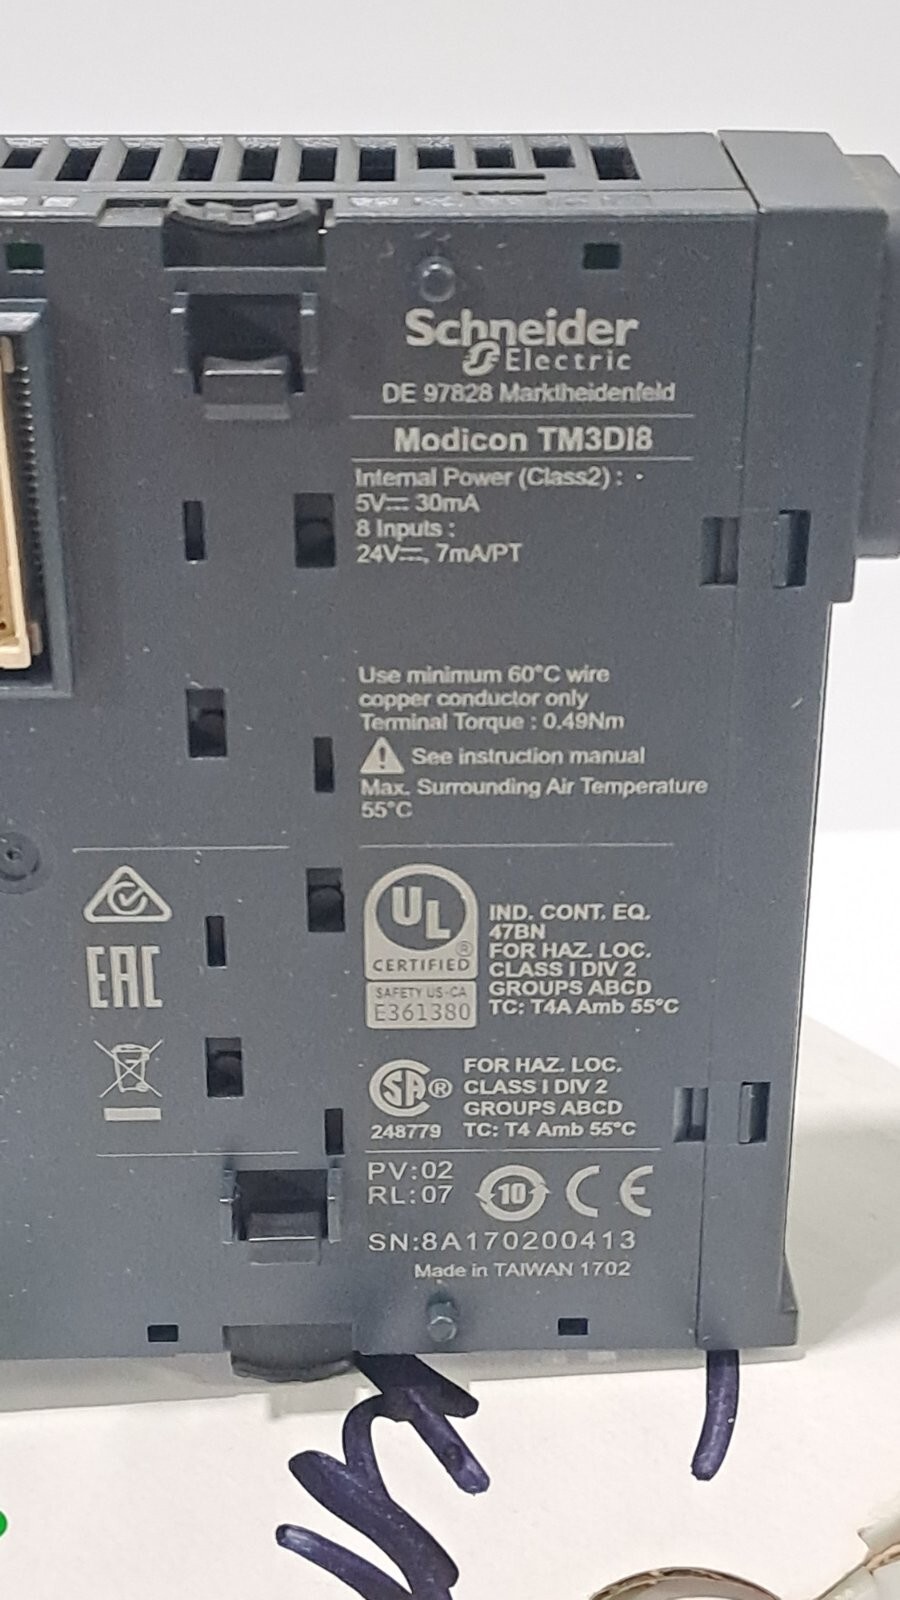 Schneider
Electric
DE 97828 Marktheidenfeld
Modicon TM3DI8
Internal Power (Class2) :
5V⎓ 30mA
8 Inputs :
24V⎓, 7mA/PT
Use minimum 60°C wire
copper conductor only
Terminal Torque : 0.49Nm
See instruction manual
Max. Surrounding Air Temperature
55°C
EAC
UL
®
CERTIFIED
SAFETY US-CA
E361380
IND. CONT. EQ.
47BN
FOR HAZ. LOC.
CLASS I DIV 2
GROUPS ABCD
TC: T4A Amb 55°C
SA ®
248779
FOR HAZ. LOC.
CLASS I DIV 2
GROUPS ABCD
TC: T4 Amb 55°C
PV:02
RL:07
10
CE
SN:8A170200413
Made in TAIWAN 1702